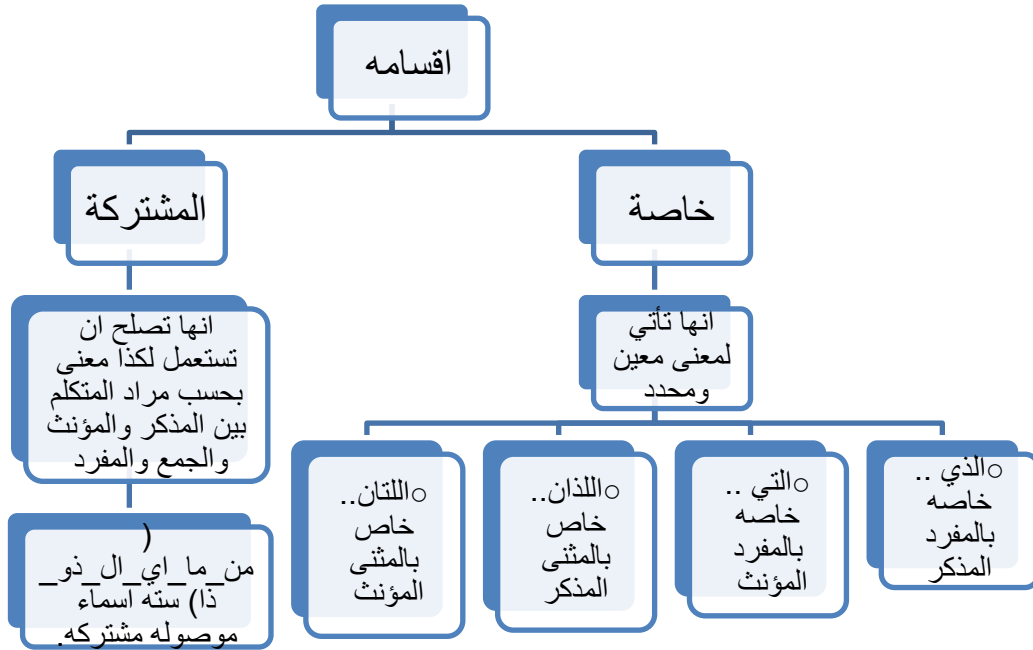 اقسامه
خاصة
المشتركة
انها تأتي
لمعنى معين
ومحدد
○الذي ..
خاصه
بالمفرد
المذكر
○التي ..
خاصه
بالمفرد
المؤنث
○اللذان..
خاص
بالمثنى
المذكر
○اللتان..
خاص
بالمثنى
المؤنث
انها تصلح ان
تستعمل لكذا معنى
بحسب مراد المتكلم
بين المذكر والمؤنث
والجمع والمفرد
(
من_ما_اي_ال_ذو_
ذا) سته اسماء
موصوله مشتركه.